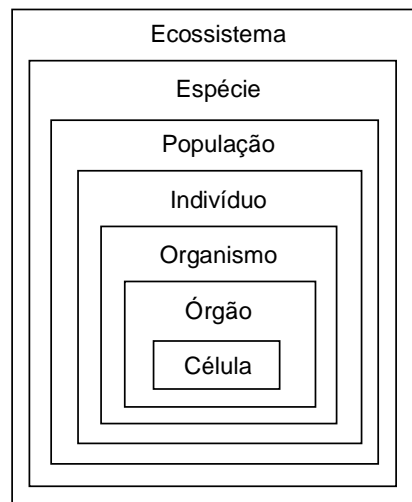 Ecossistema
Espécie
População
Indivíduo
Organismo
Órgão
Célula